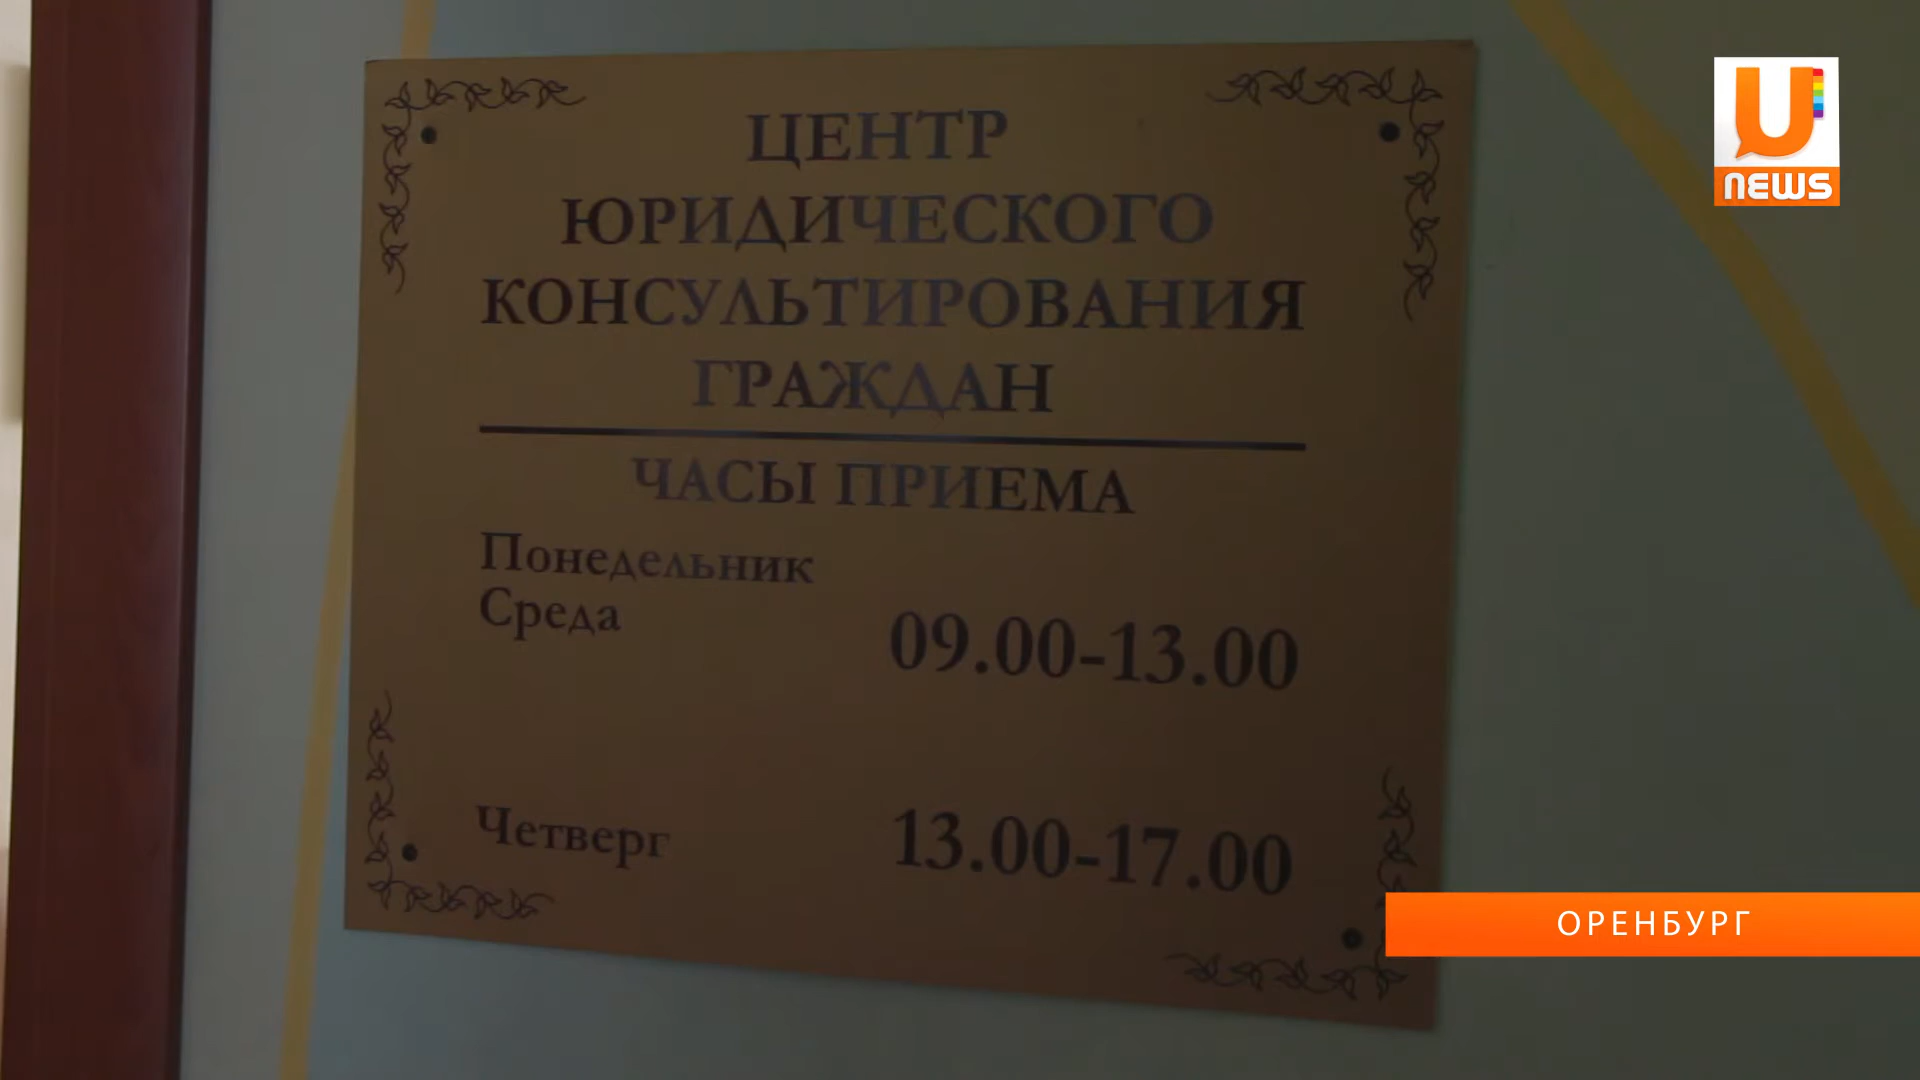 ЦЕНТР
ЮРИДИЧЕСКОГО
КОНСУЛЬТИРОВАНИЯ
ГРАЖДАН
ЧАСЫ ПРИЕМА
Понедельник
Среда
09.00-13.00
Четверг 13.00-17.00
U
NEWS
ОРЕНБУРГ